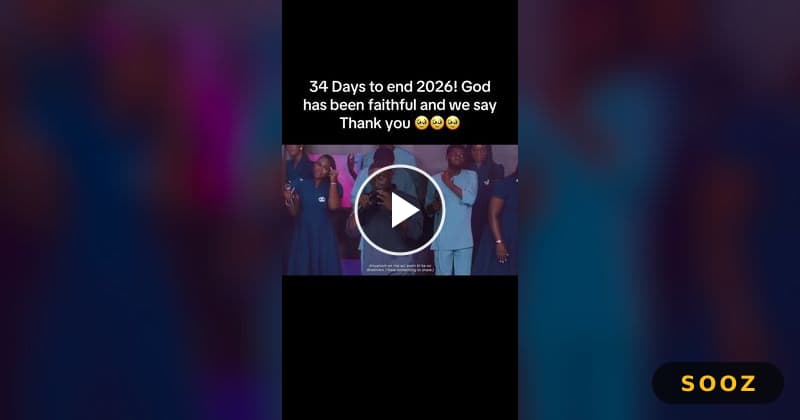 34 Days to end 2026! God
has been faithful and we say
Thank you 🥹🥹🥹
SOOZ